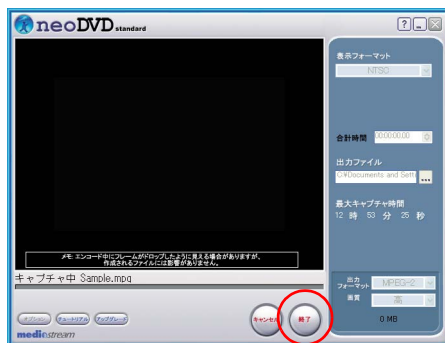 neoDVD standard
? _ ×
表示フォーマット
NTSC
合計時間 00:00:00.00
出力ファイル
C:¥Documents and Setti ...
最大キャプチャ時間
12 時 53 分 25 秒
メモ: エンコード中にフレームがドロップしたように見える場合がありますが、
作成されるファイルには影響がありません。
キャプチャ中 Sample.mpg
出力
フォーマット MPEG-2
画質 高
0 MB
オプション チュートリアル アップグレード
キャンセル 終了
mediostream